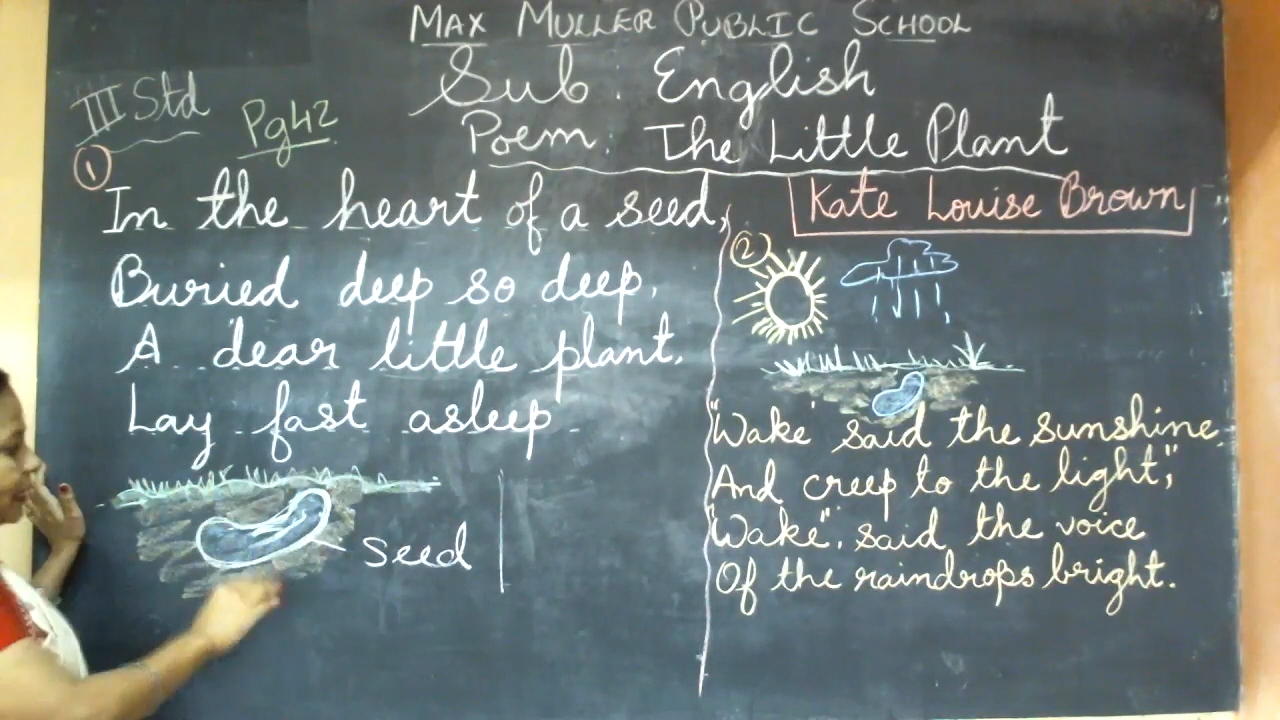 MAX MULLER PUBLIC SCHOOL
Sub. English
III Std
Pg 42
Poem. The Little Plant
Kate Louise Brown
1
In the heart of a seed,
Buried deep so deep,
A dear little plant,
Lay fast asleep
seed
2
"Wake" said the sunshine,
And creep to the light,"
"Wake", said the voice
Of the raindrops bright.